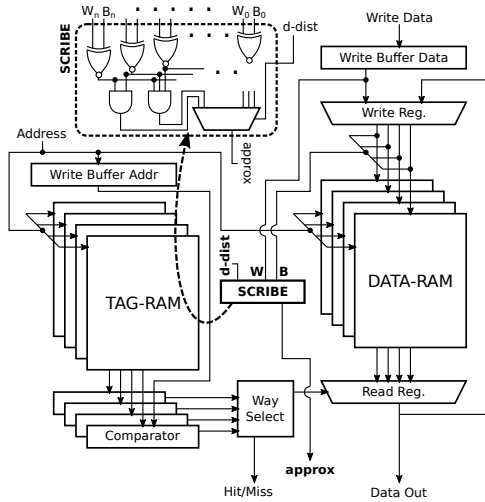 Wn Bn . . . . . . W0 B0
Write Data
SCRIBE
d-dist
Write Buffer Data
Write Reg.
approx
Address
Write Buffer Addr
d-dist
W B
SCRIBE
TAG-RAM
DATA-RAM
Way
Select
Read Reg.
Comparator
approx
Hit/Miss
Data Out